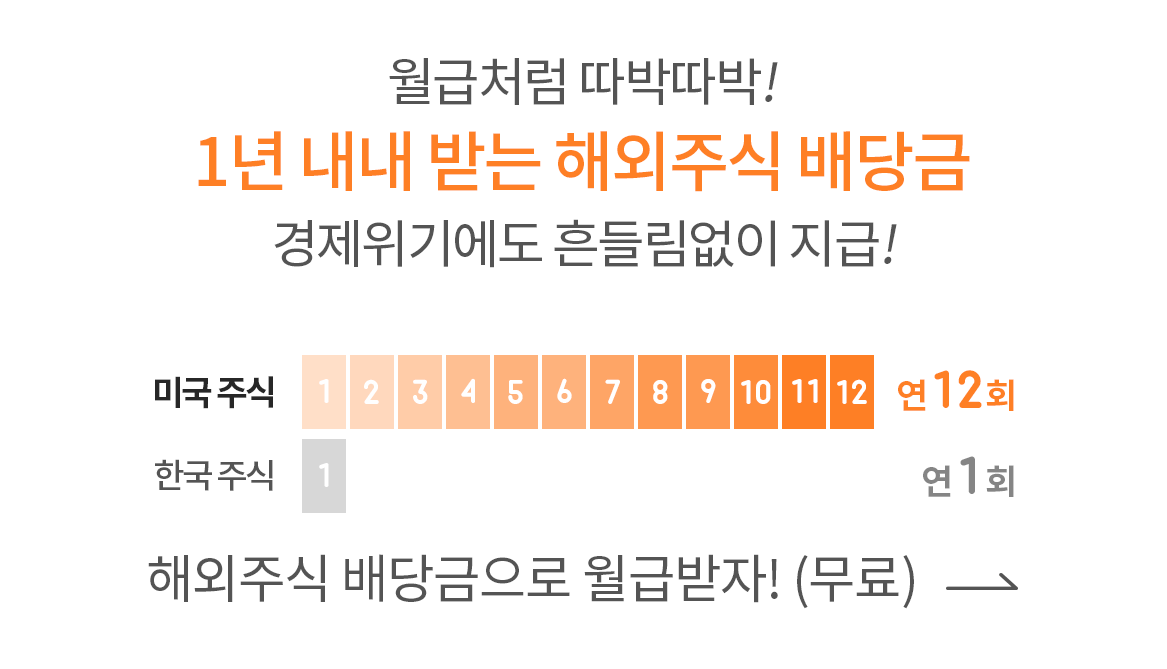 월급처럼 따박따박!
1년 내내 받는 해외주식 배당금
경제위기에도 흔들림없이 지급!
미국 주식 1 2 3 4 5 6 7 8 9 10 11 12 연 12 회
한국 주식 1 연 1 회
해외주식 배당금으로 월급받자! (무료)